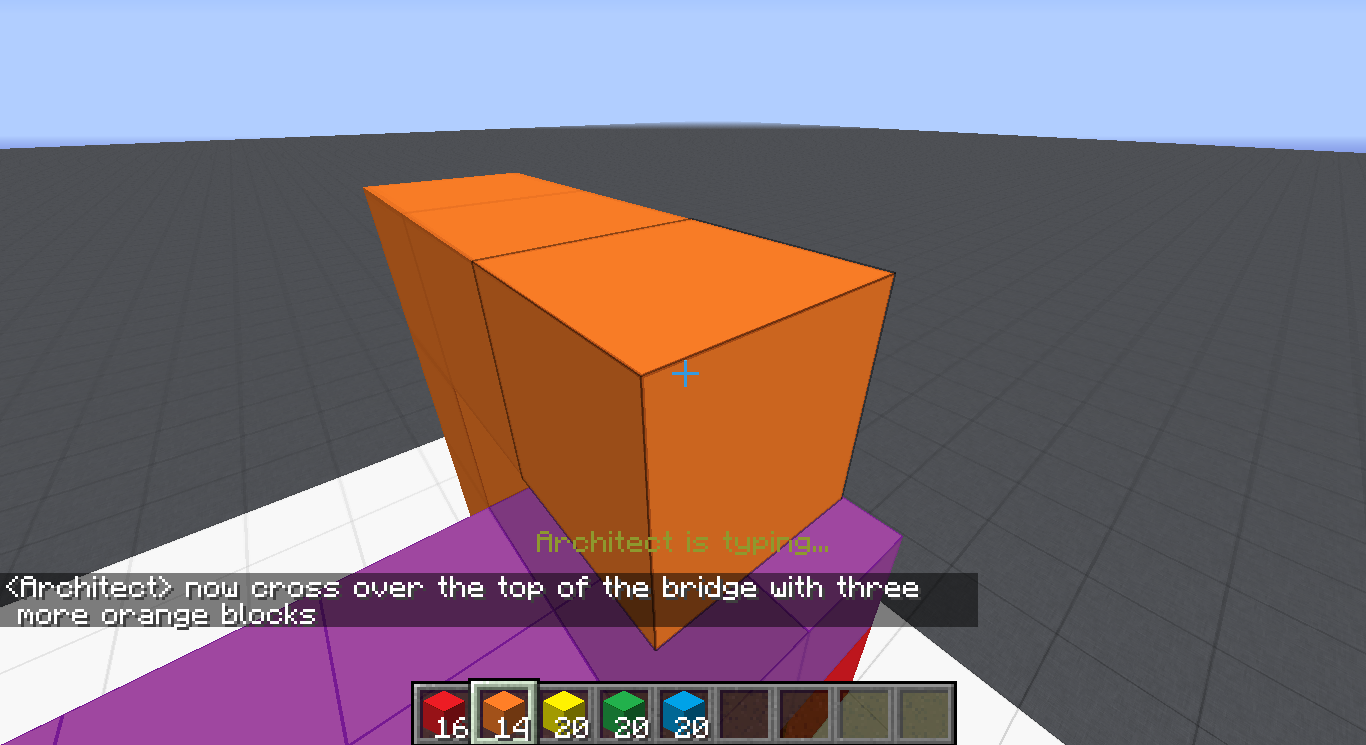 Architect is typing...
<Architect> now cross over the top of the bridge with three
more orange blocks
16 14 20 20 20